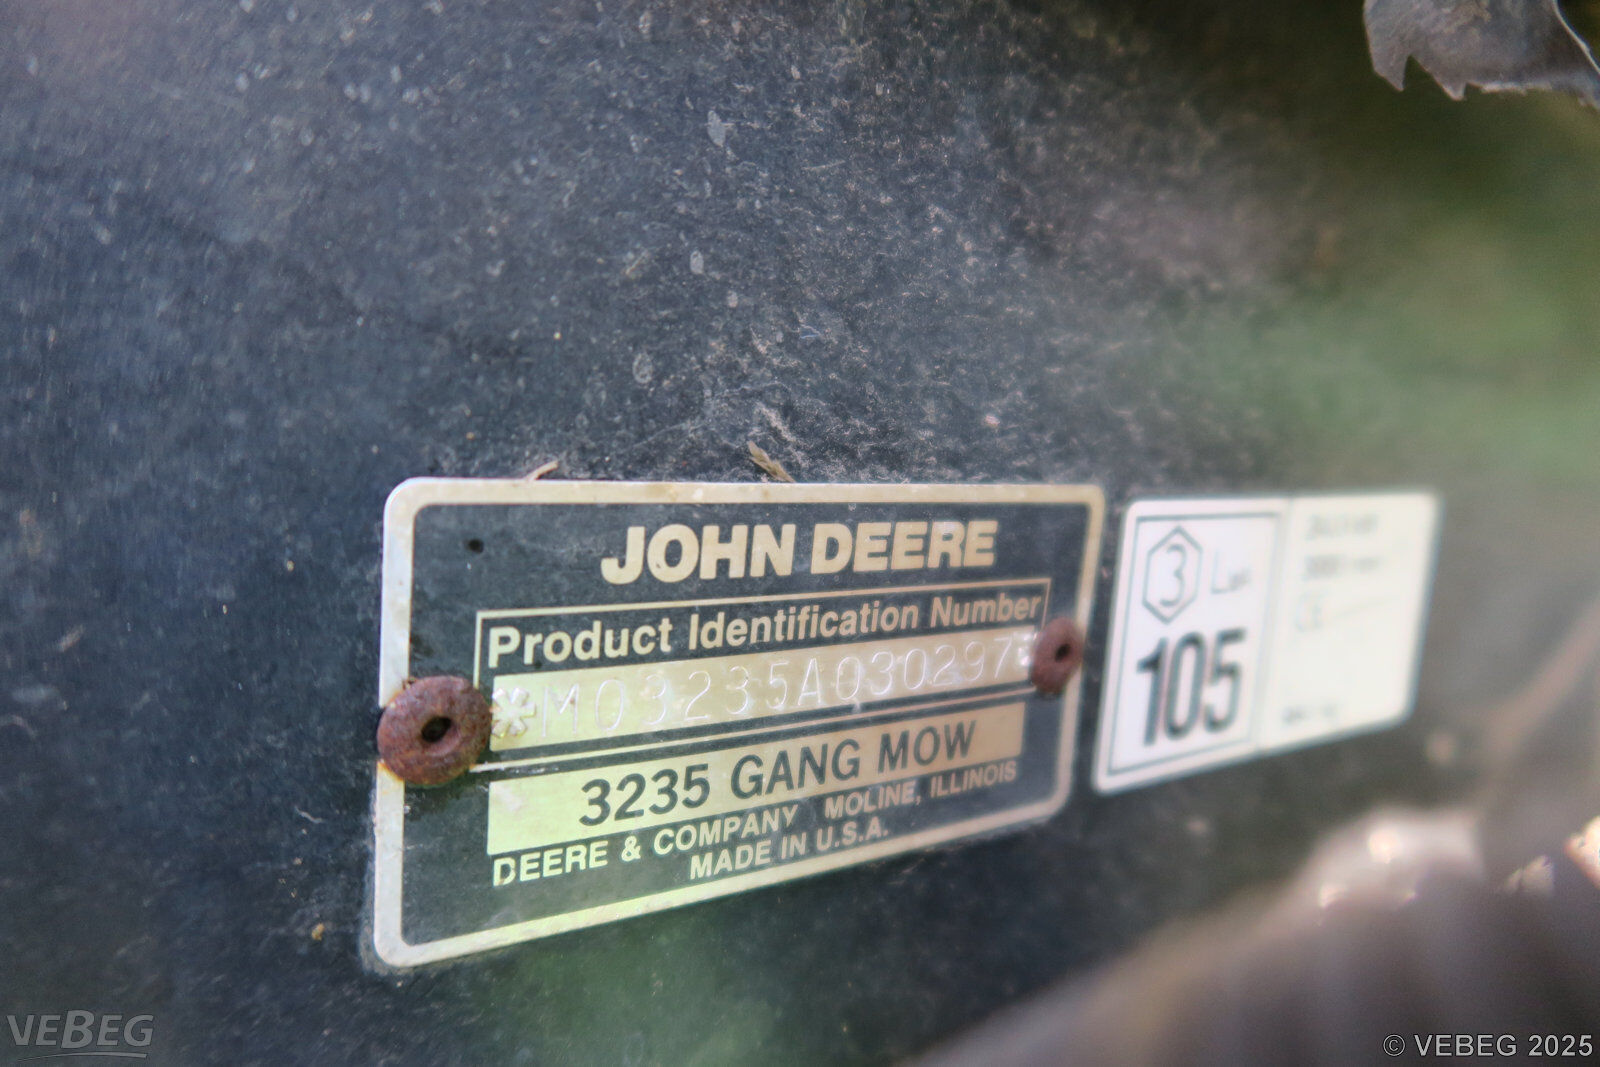 JOHN DEERE
Product Identification Number
*M03235A030297*
3235 GANG MOW
DEERE & COMPANY MOLINE, ILLINOIS
MADE IN U.S.A.
3
105
VEBEG
© VEBEG 2025